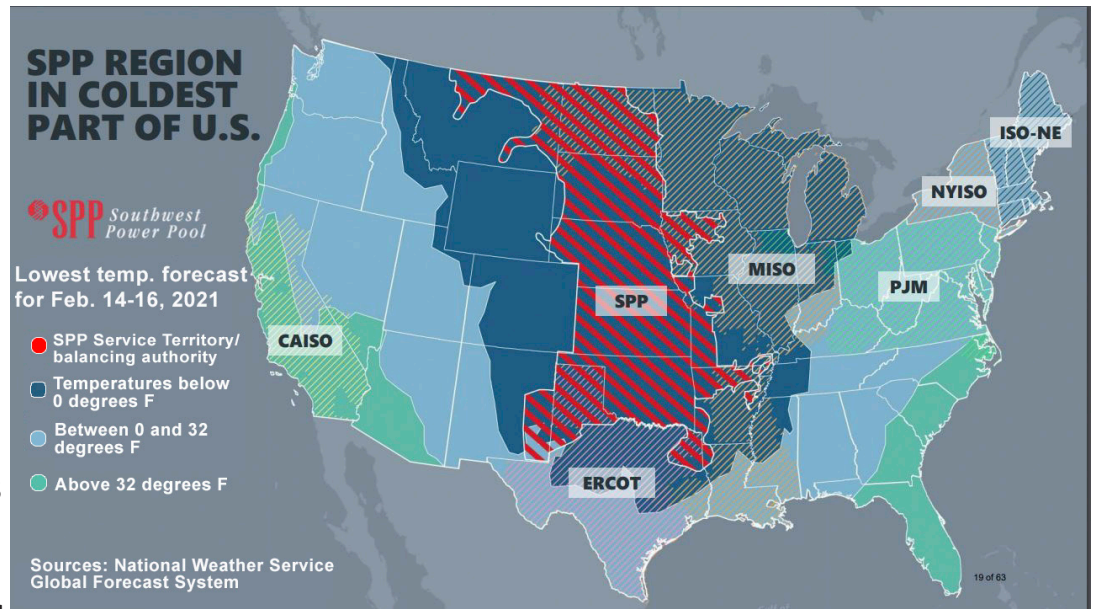 SPP REGION
IN COLDEST
PART OF U.S.
SPP Southwest
Power Pool
Lowest temp. forecast
for Feb. 14-16, 2021
SPP Service Territory/
balancing authority
Temperatures below
0 degrees F
Between 0 and 32
degrees F
Above 32 degrees F
Sources: National Weather Service
Global Forecast System
ISO-NE
NYISO
MISO
PJM
SPP
CAISO
ERCOT
19 of 63